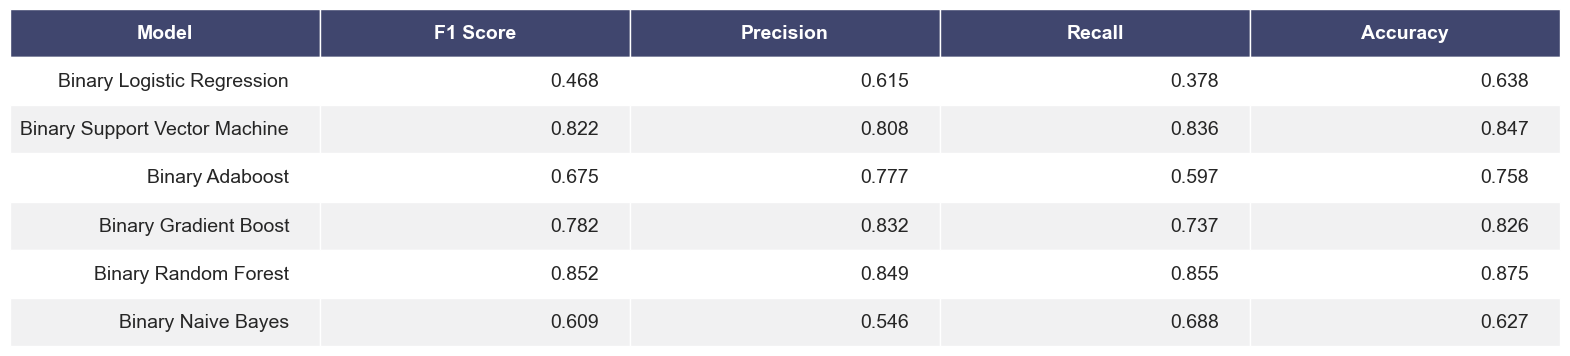 Model F1 Score Precision Recall Accuracy
Binary Logistic Regression 0.468 0.615 0.378 0.638
Binary Support Vector Machine 0.822 0.808 0.836 0.847
Binary Adaboost 0.675 0.777 0.597 0.758
Binary Gradient Boost 0.782 0.832 0.737 0.826
Binary Random Forest 0.852 0.849 0.855 0.875
Binary Naive Bayes 0.609 0.546 0.688 0.627